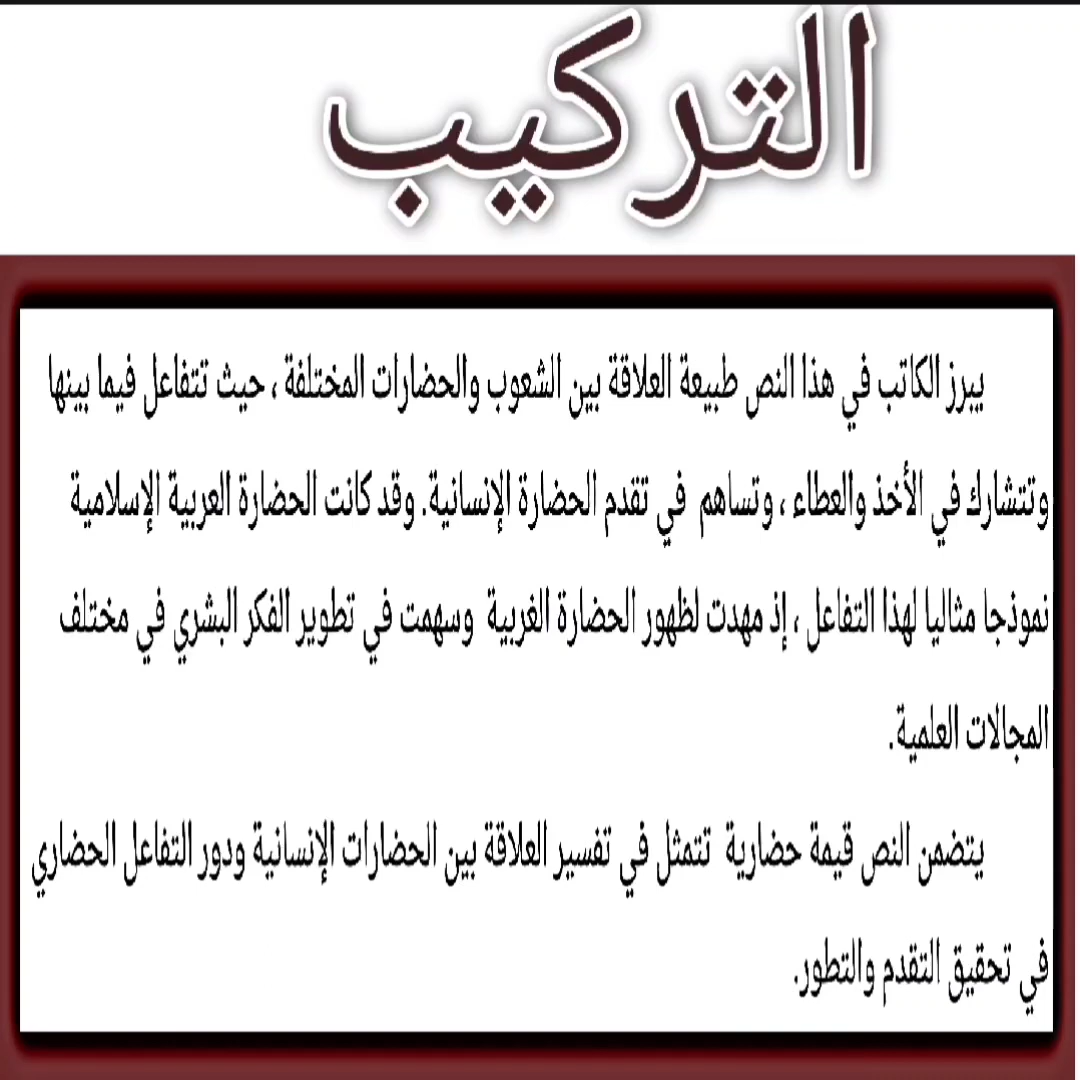 التركيب
يبرز الكاتب في هذا النص طبيعة العلاقة بين الشعوب والحضارات المختلفة ، حيث تتفاعل فيما بينها
وتتشارك في الأخذ والعطاء ، وتساهم في تقدم الحضارة الإنسانية. وقد كانت الحضارة العربية الإسلامية
نموذجا مثاليا لهذا التفاعل ، إذ مهدت لظهور الحضارة الغربية وسهمت في تطوير الفكر البشري في مختلف
المجالات العلمية.
يتضمن النص قيمة حضارية تتمثل في تفسير العلاقة بين الحضارات الإنسانية ودور التفاعل الحضاري
في تحقيق التقدم والتطور.